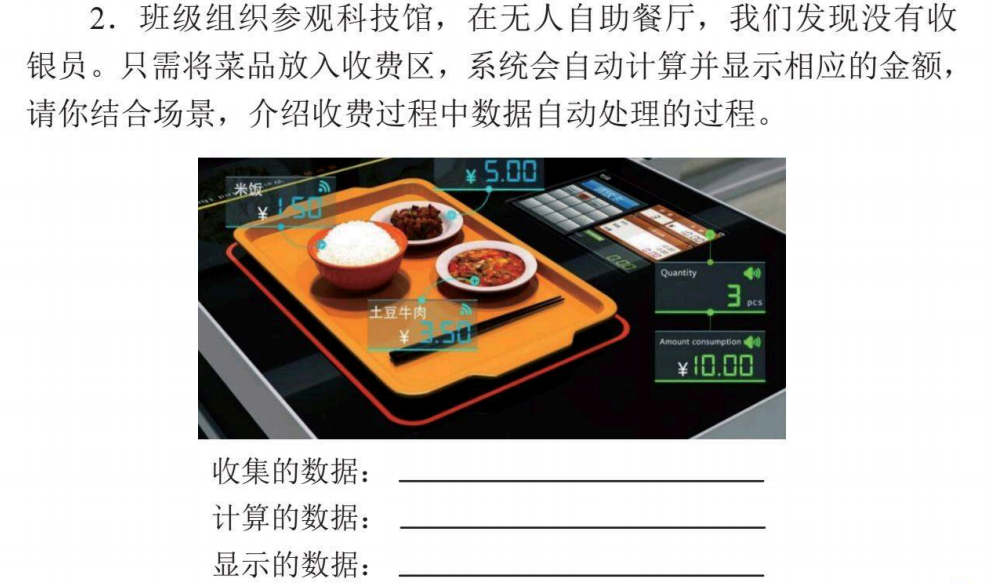 2．班级组织参观科技馆，在无人自助餐厅，我们发现没有收
银员。只需将菜品放入收费区，系统会自动计算并显示相应的金额，
请你结合场景，介绍收费过程中数据自动处理的过程。
¥ 5.00
米饭
¥ 1.50
0.00
Quantity
3 pcs
土豆牛肉
¥ 3.50
Amount consumption
¥10.00
收集的数据：
计算的数据：
显示的数据：